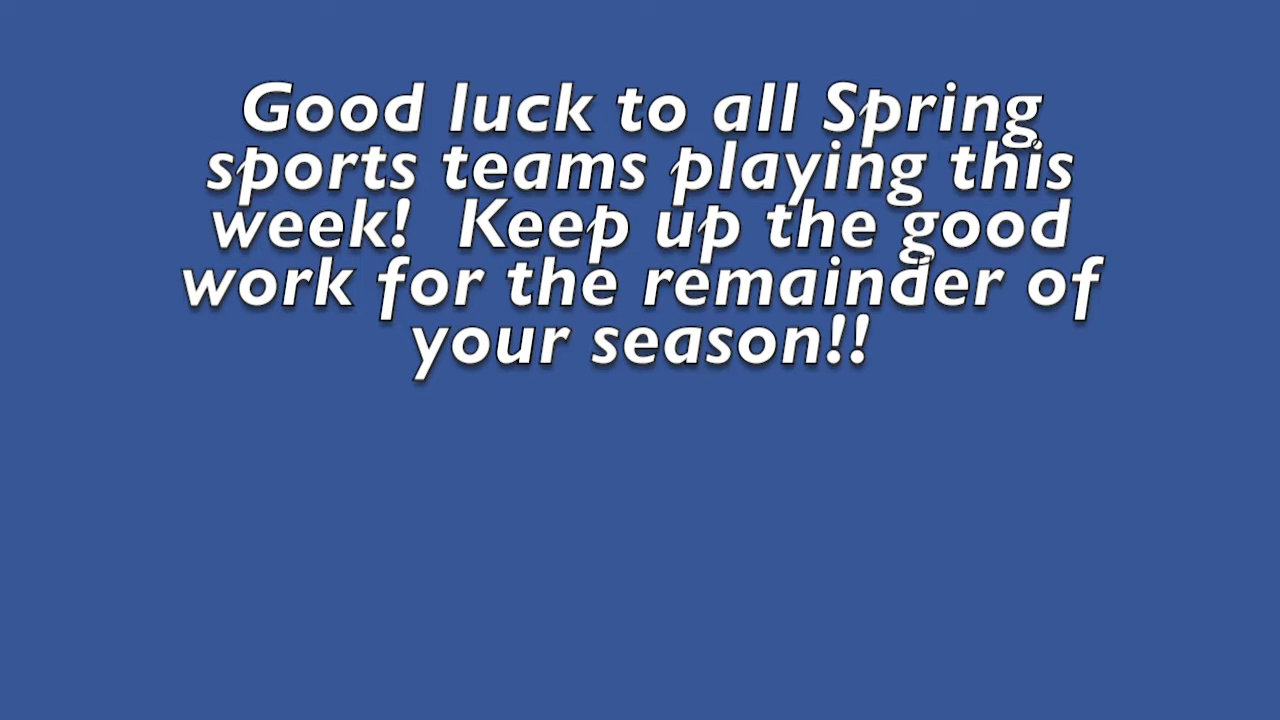 Good luck to all Spring
sports teams playing this
week!  Keep up the good
work for the remainder of
your season!!